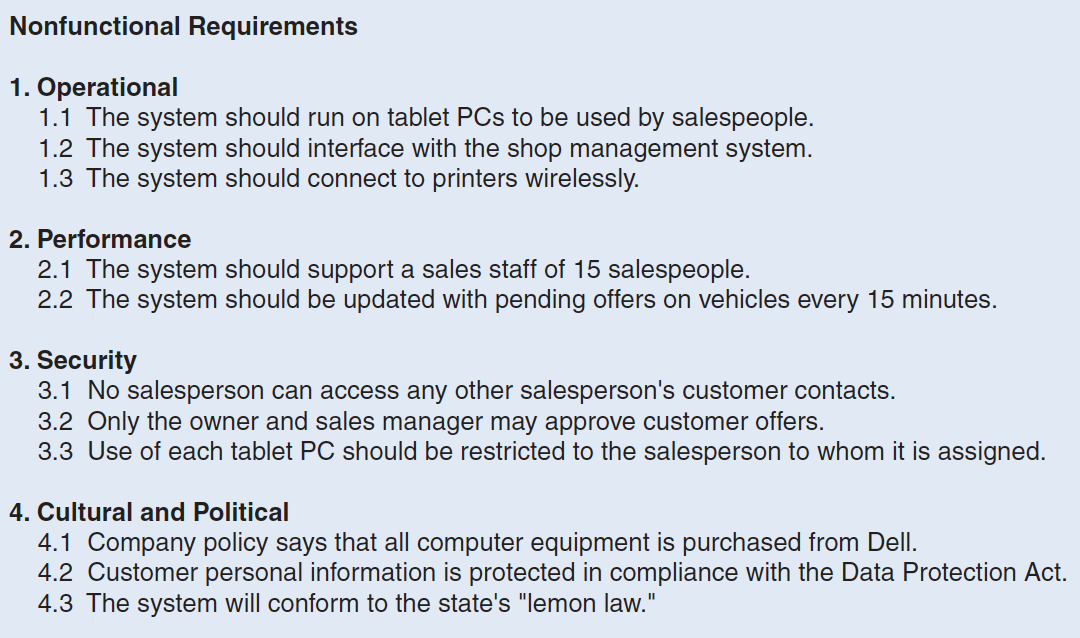 Nonfunctional Requirements
1. Operational
1.1 The system should run on tablet PCs to be used by salespeople.
1.2 The system should interface with the shop management system.
1.3 The system should connect to printers wirelessly.
2. Performance
2.1 The system should support a sales staff of 15 salespeople.
2.2 The system should be updated with pending offers on vehicles every 15 minutes.
3. Security
3.1 No salesperson can access any other salesperson's customer contacts.
3.2 Only the owner and sales manager may approve customer offers.
3.3 Use of each tablet PC should be restricted to the salesperson to whom it is assigned.
4. Cultural and Political
4.1 Company policy says that all computer equipment is purchased from Dell.
4.2 Customer personal information is protected in compliance with the Data Protection Act.
4.3 The system will conform to the state's "lemon law."